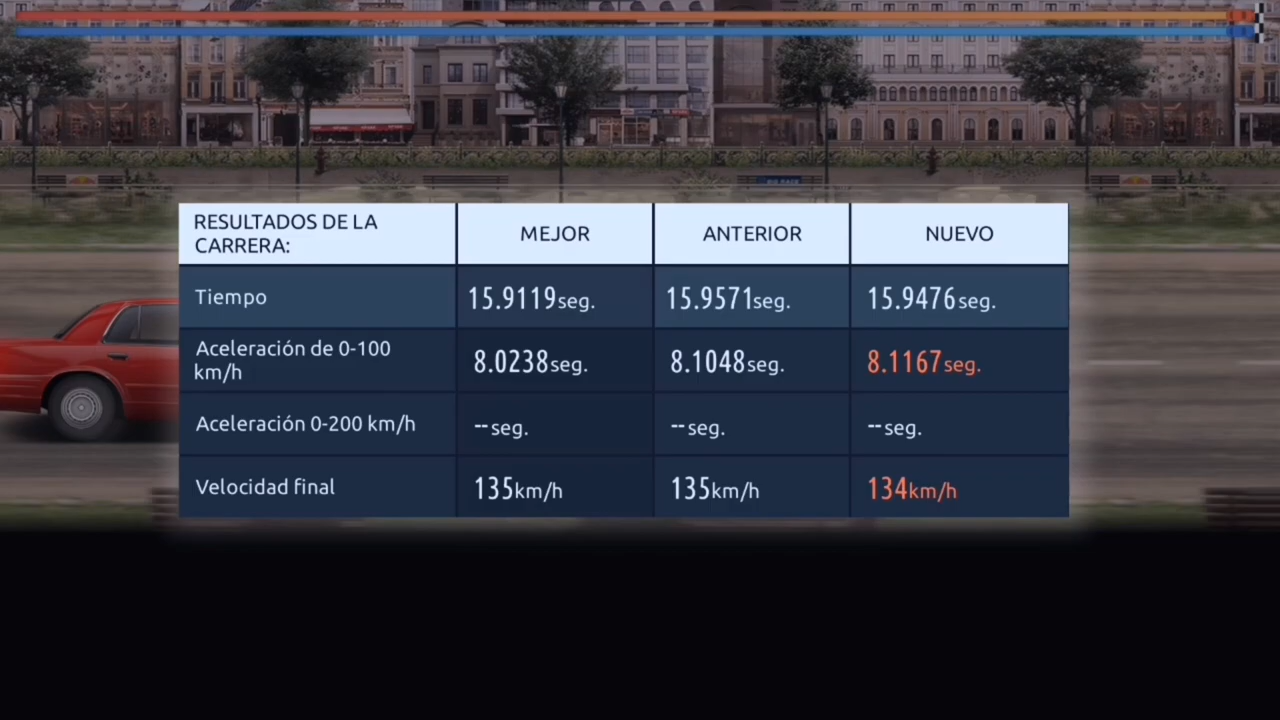 RESULTADOS DE LA
CARRERA:
MEJOR
ANTERIOR
NUEVO
Tiempo
15.9119seg.
15.9571seg.
15.9476seg.
Aceleración de 0-100
km/h
8.0238seg.
8.1048seg.
8.1167seg.
Aceleración 0-200 km/h
--seg.
--seg.
--seg.
Velocidad final
135km/h
135km/h
134km/h